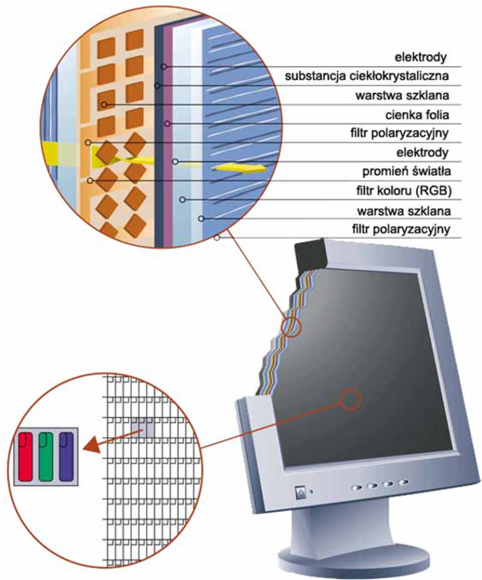 elektrody
substancja ciekłokrystaliczna
warstwa szklana
cienka folia
filtr polaryzacyjny
elektrody
promień światła
filtr koloru (RGB)
warstwa szklana
filtr polaryzacyjny